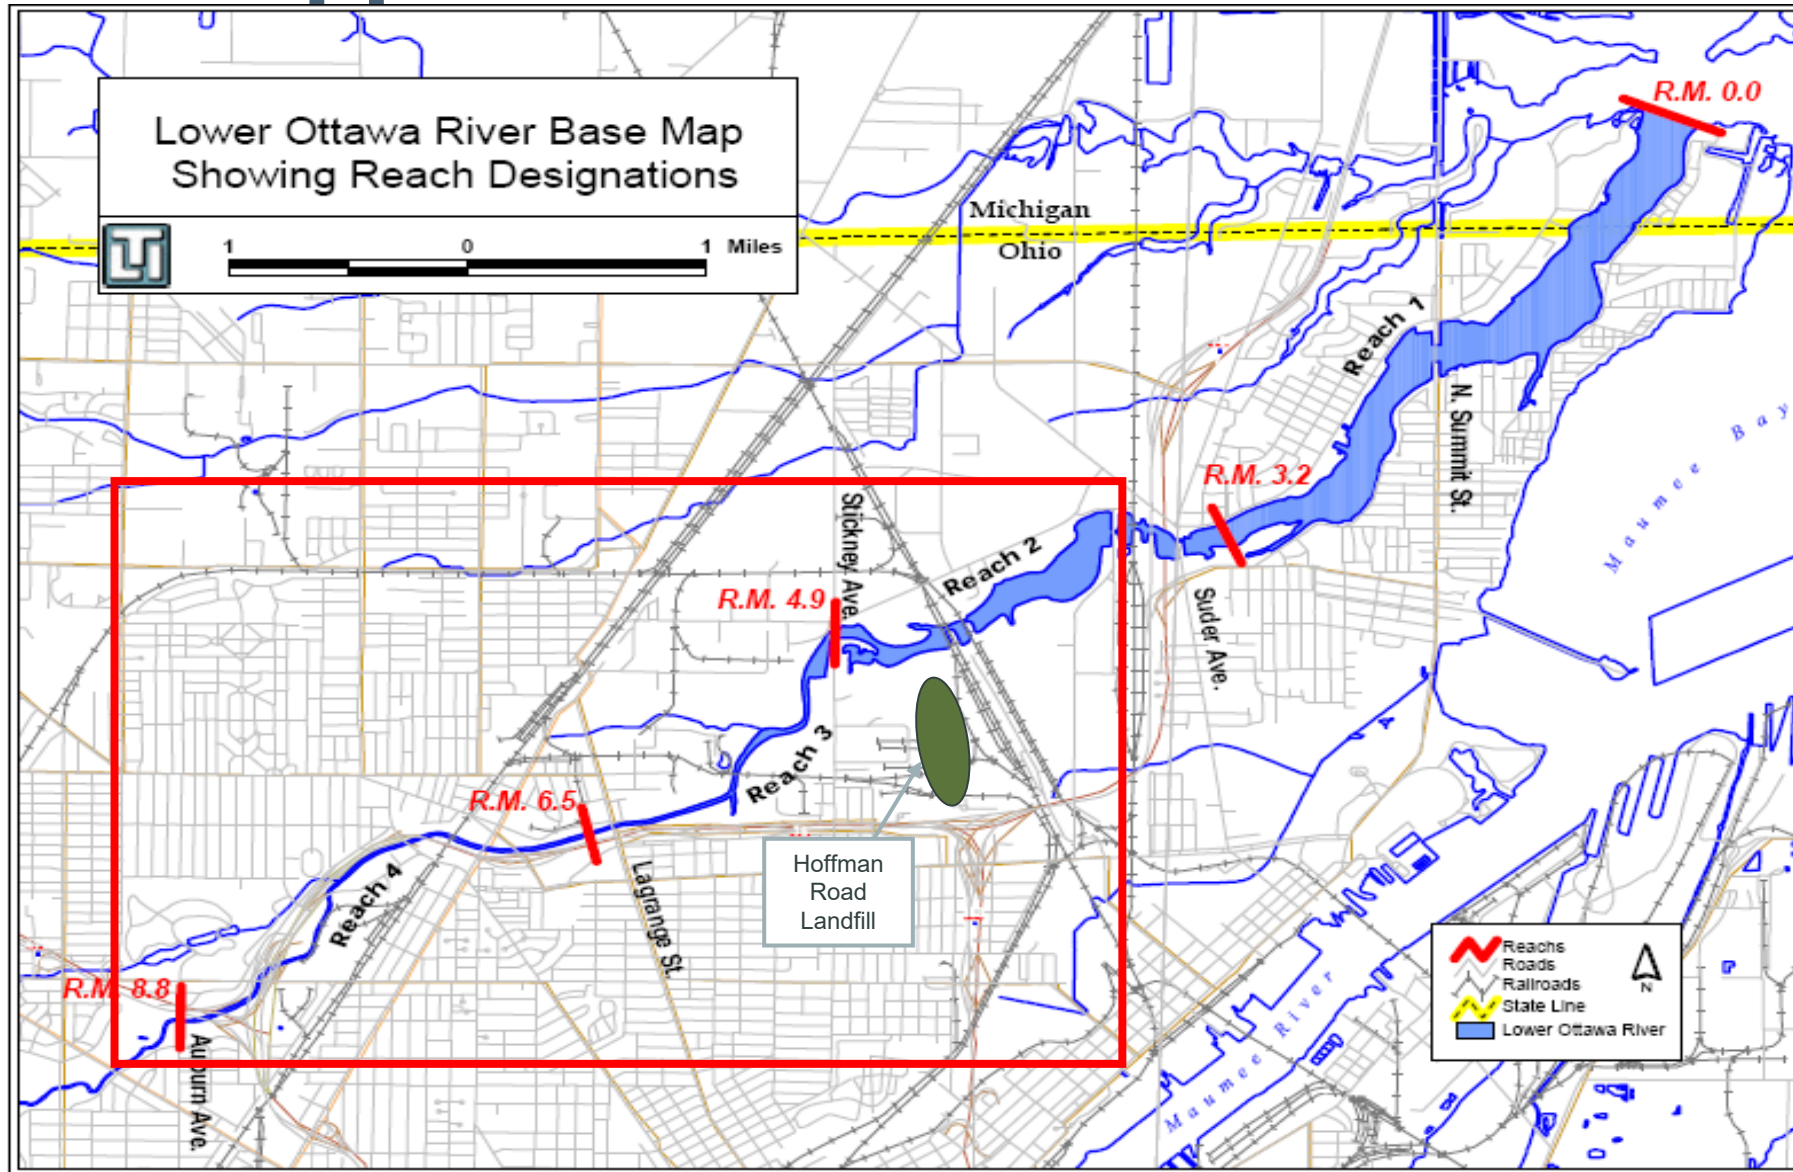 Lower Ottawa River Base Map
Showing Reach Designations
1 0 1 Miles
R.M. 0.0
Michigan
Ohio
Reach 1
N. Summit St.
Maumee Bay
R.M. 3.2
Stickney Ave.
Reach 2
R.M. 4.9
Suder Ave.
Reach 3
R.M. 6.5
Hoffman
Road
Landfill
Lagrange St.
Reach 4
R.M. 8.8
Auburn Ave.
Maumee River
Reachs
Roads
Railroads
State Line
Lower Ottawa River
N